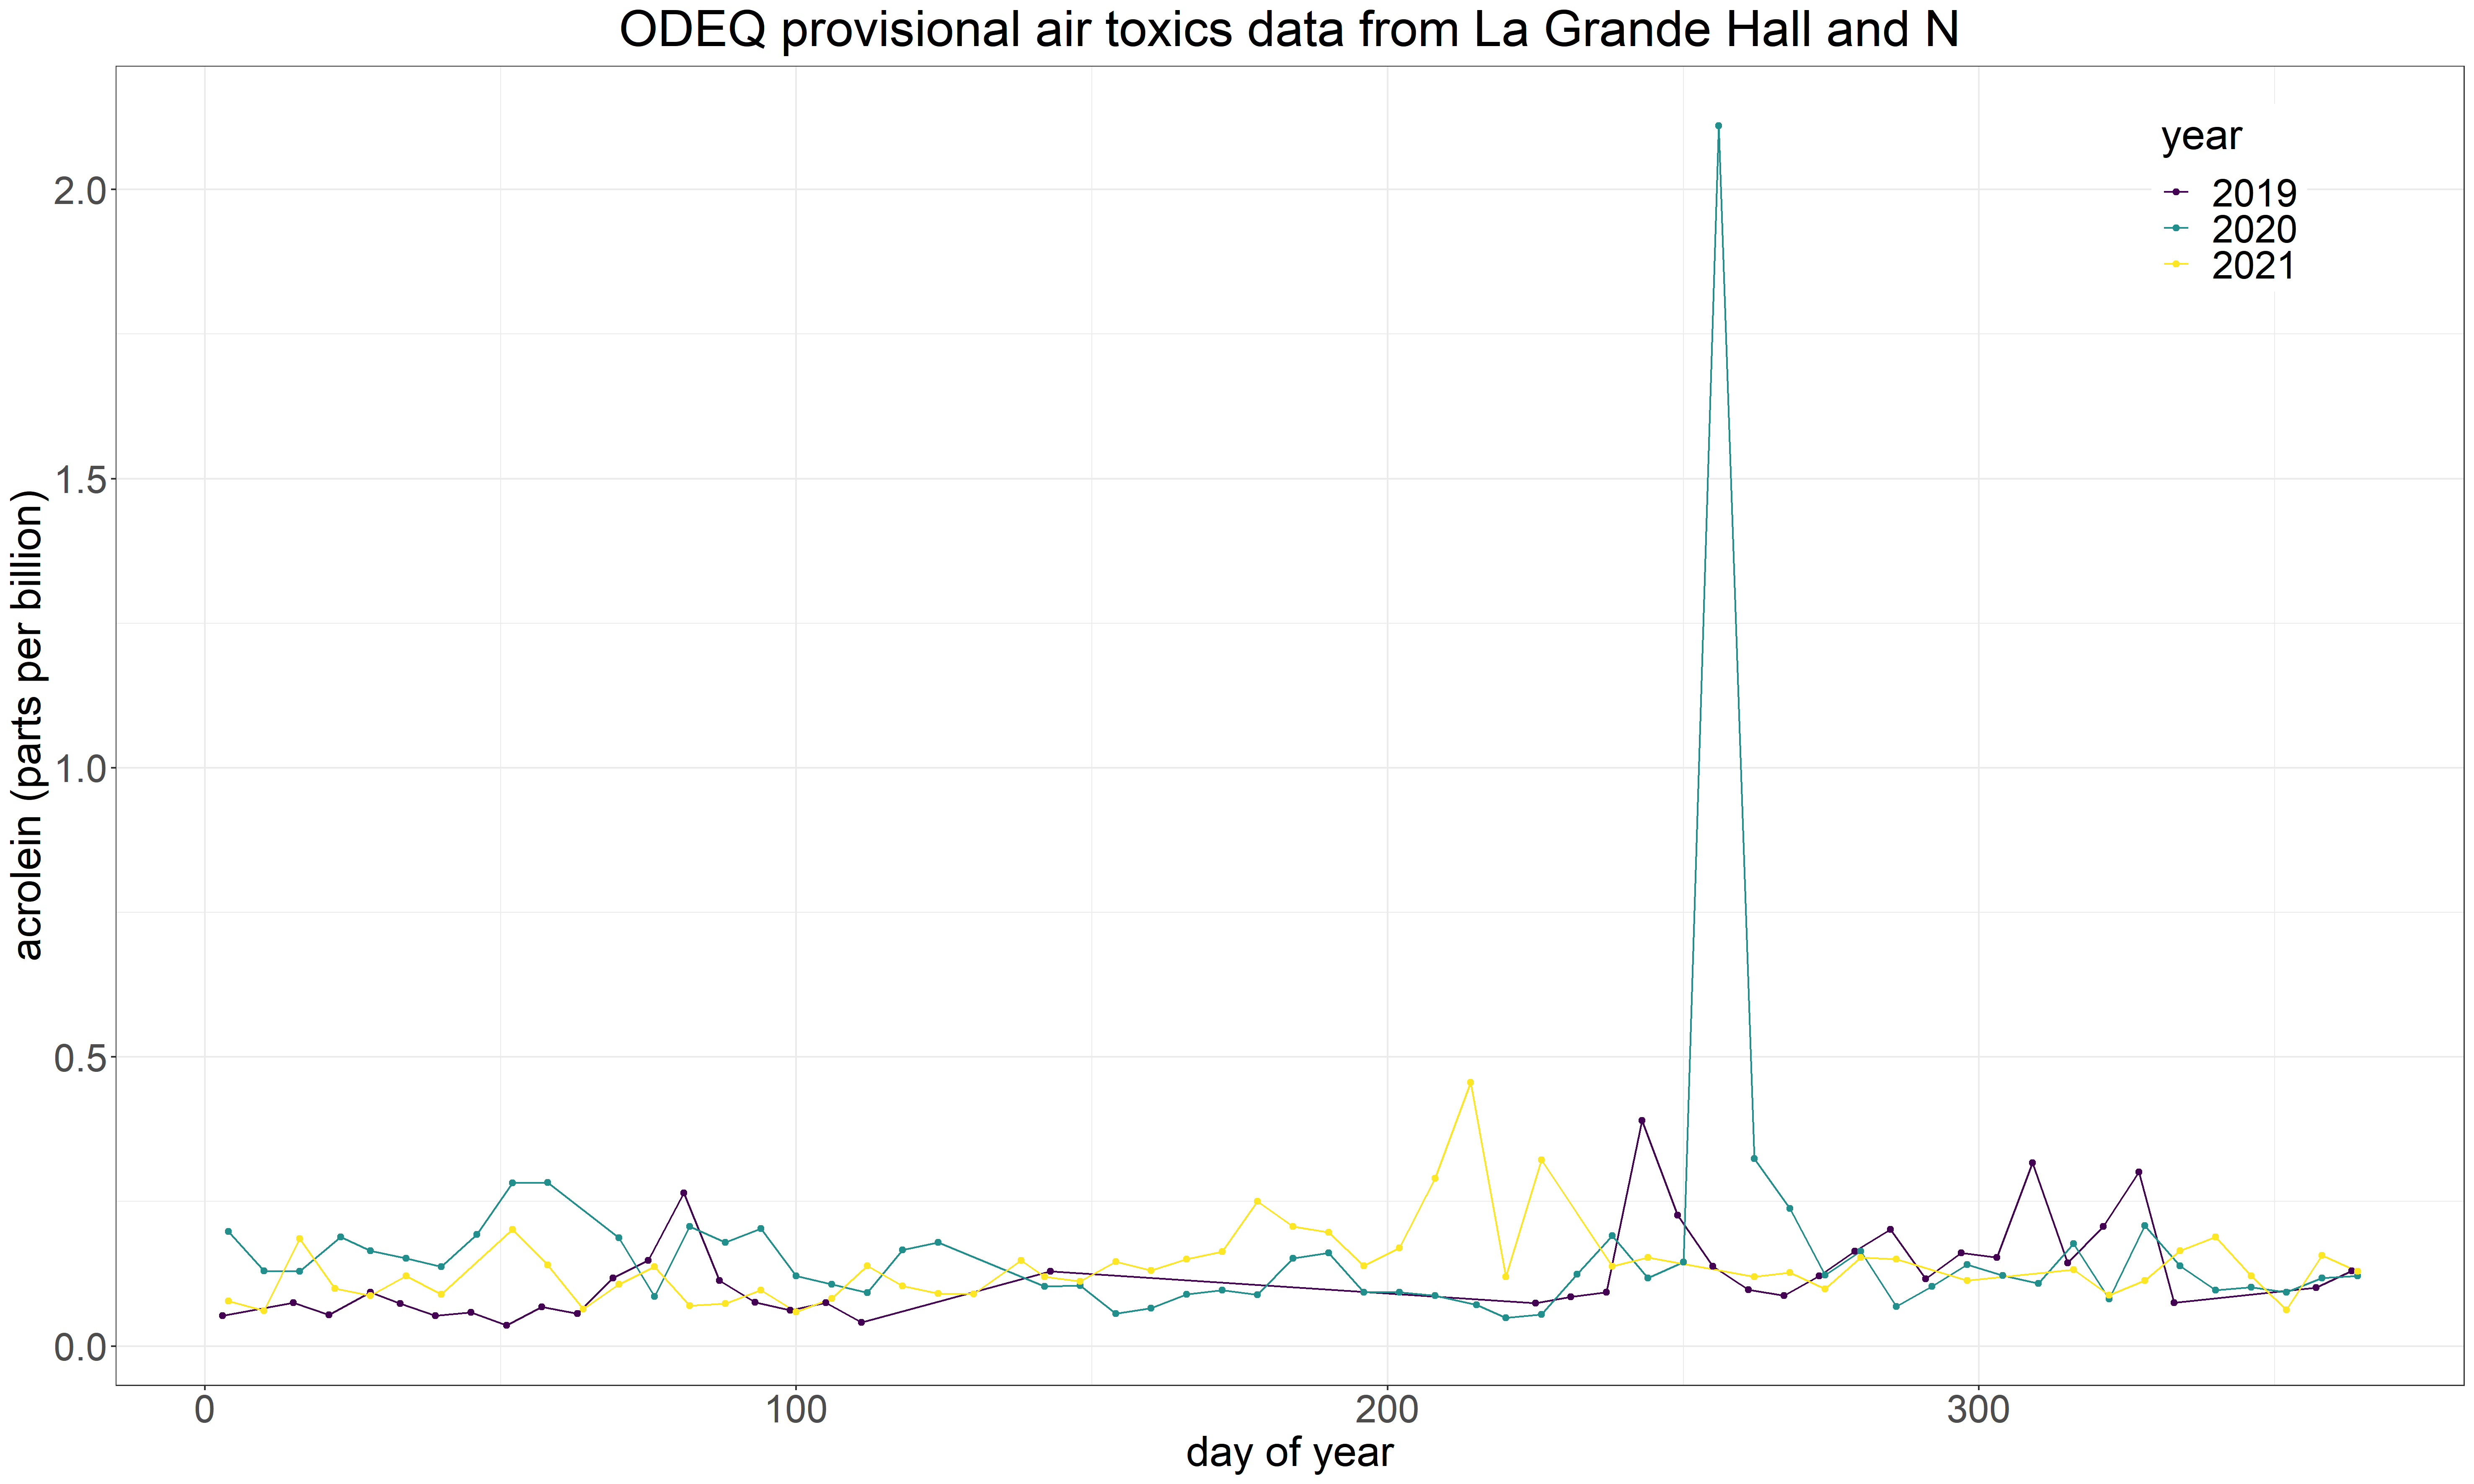 ODEQ provisional air toxics data from La Grande Hall and N
year
2019
2020
2021
2.0
1.5
1.0
0.5
0.0
acrolein (parts per billion)
0 100 200 300
day of year